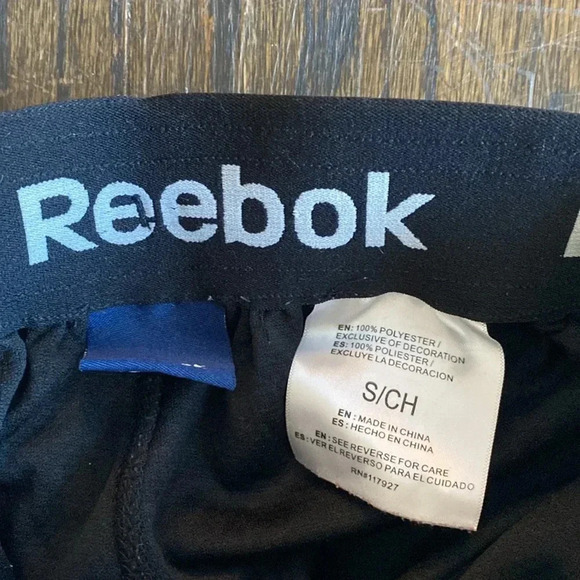 Reebok
EN: 100% POLYESTER /
EXCLUSIVE OF DECORATION
ES: 100% POLIESTER /
EXCLUYE LA DECORACION
S/CH
EN : MADE IN CHINA
ES : HECHO EN CHINA
EN : SEE REVERSE FOR CARE
ES : VER EL REVERSO PARA EL CUIDADO
RN#117927